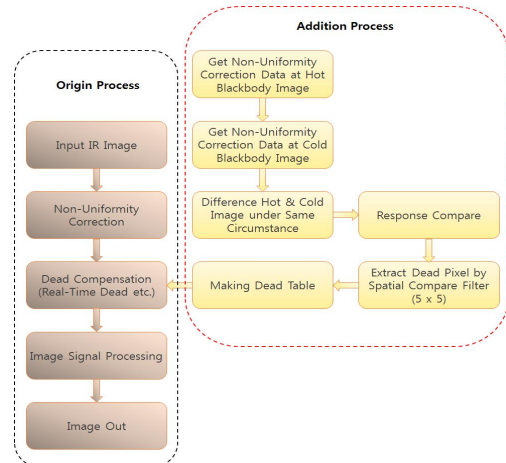 Addition Process
Origin Process
Get Non-Uniformity
Correction Data at Hot
Blackbody Image
Get Non-Uniformity
Correction Data at Cold
Blackbody Image
Input IR Image
Non-Uniformity
Correction
Difference Hot & Cold
Image under Same
Circumstance
Response Compare
Dead Compensation
(Real-Time Dead etc.)
Making Dead Table
Extract Dead Pixel by
Spatial Compare Filter
(5 x 5)
Image Signal Processing
Image Out